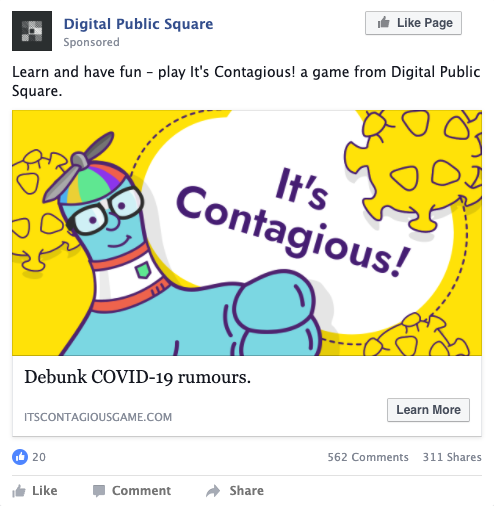 Digital Public Square
Sponsored
Like Page
Learn and have fun – play It's Contagious! a game from Digital Public
Square.
It's
Contagious!
Debunk COVID-19 rumours.
ITSCONTAGIOUSGAME.COM
Learn More
20
562 Comments 311 Shares
Like Comment Share